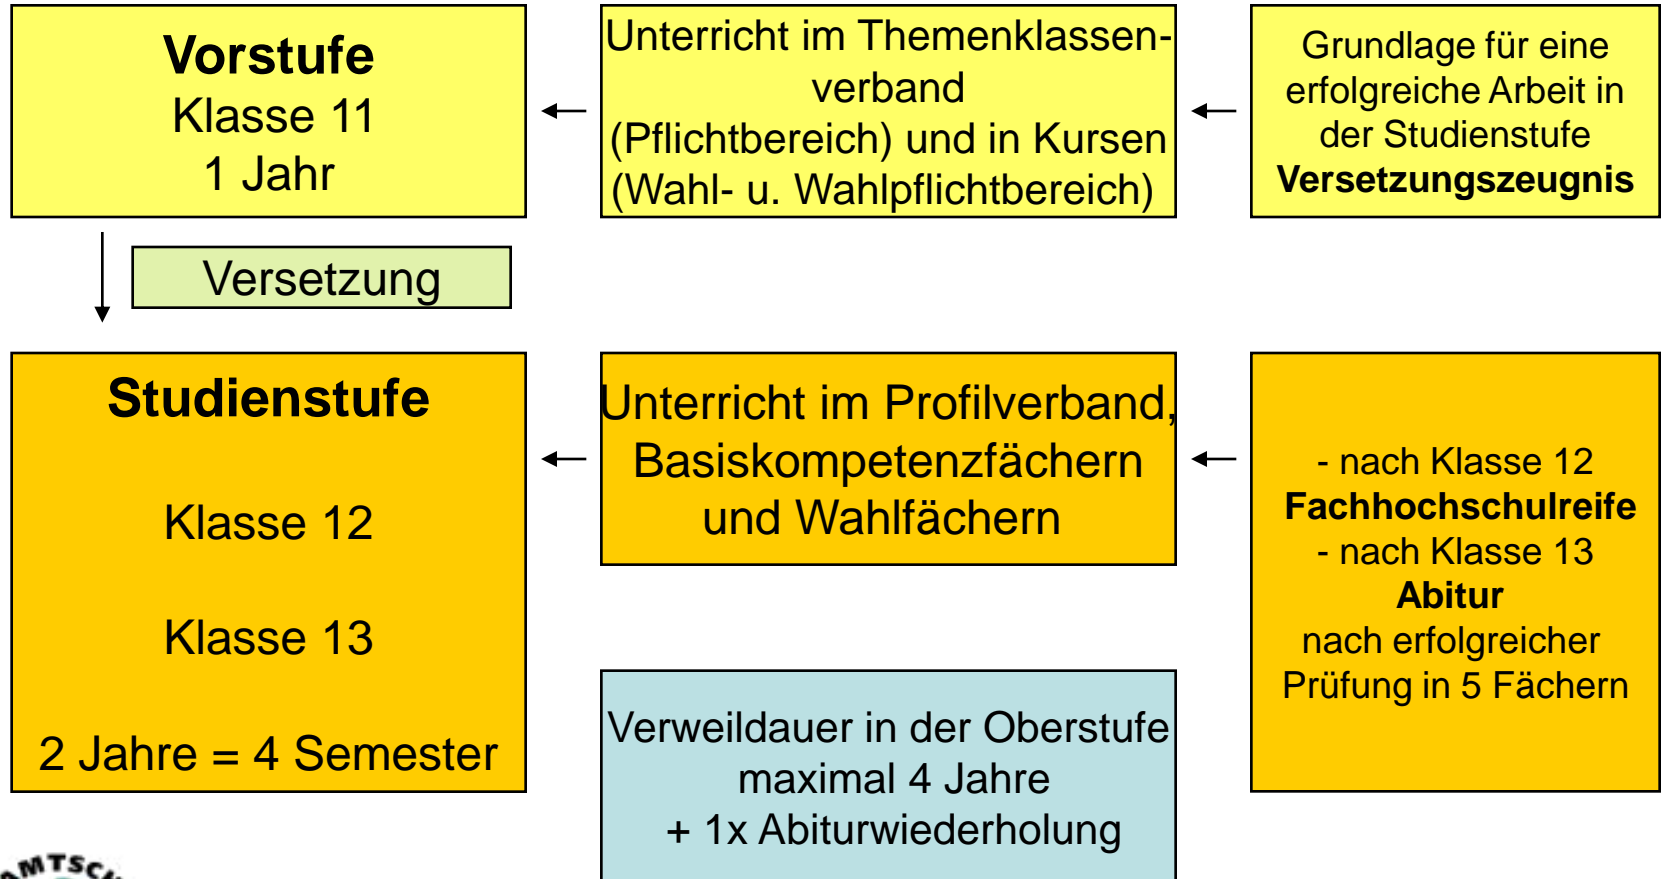 Vorstufe
Klasse 11
1 Jahr
Unterricht im Themenklassen-
verband
(Pflichtbereich) und in Kursen
(Wahl- u. Wahlpflichtbereich)
Grundlage für eine
erfolgreiche Arbeit in
der Studienstufe
Versetzungszeugnis
Versetzung
Studienstufe
Klasse 12
Klasse 13
2 Jahre = 4 Semester
Unterricht im Profilverband,
Basiskompetenzfächern
und Wahlfächern
- nach Klasse 12
Fachhochschulreife
- nach Klasse 13
Abitur
nach erfolgreicher
Prüfung in 5 Fächern
Verweildauer in der Oberstufe
maximal 4 Jahre
+ 1x Abiturwiederholung